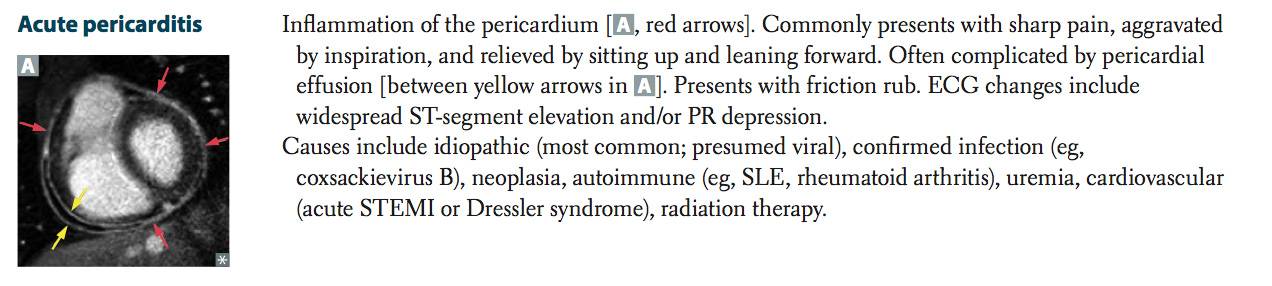 Acute pericarditis
A
*
Inflammation of the pericardium [A, red arrows]. Commonly presents with sharp pain, aggravated
by inspiration, and relieved by sitting up and leaning forward. Often complicated by pericardial
effusion [between yellow arrows in A]. Presents with friction rub. ECG changes include
widespread ST-segment elevation and/or PR depression.
Causes include idiopathic (most common; presumed viral), confirmed infection (eg,
coxsackievirus B), neoplasia, autoimmune (eg, SLE, rheumatoid arthritis), uremia, cardiovascular
(acute STEMI or Dressler syndrome), radiation therapy.